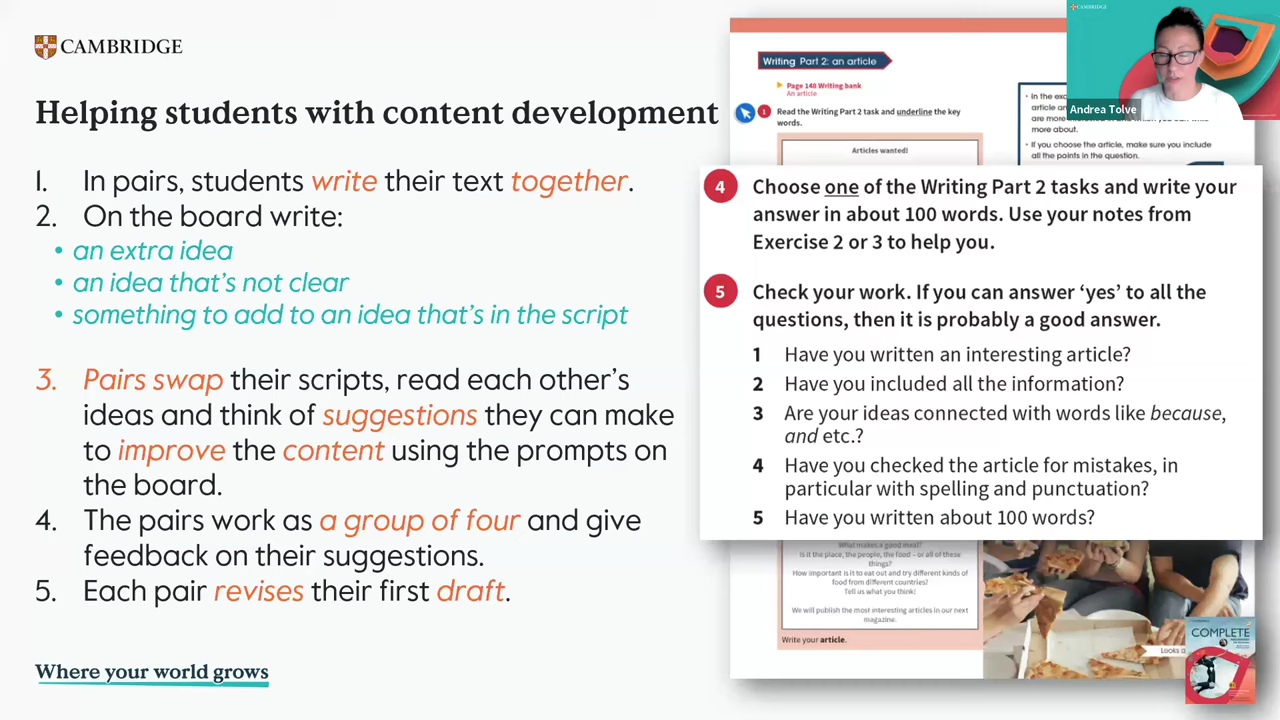 CAMBRIDGE
Helping students with content development
1. In pairs, students write their text together.
2. On the board write:
• an extra idea
• an idea that's not clear
• something to add to an idea that's in the script
3. Pairs swap their scripts, read each other's
ideas and think of suggestions they can make
to improve the content using the prompts on
the board.
4. The pairs work as a group of four and give
feedback on their suggestions.
5. Each pair revises their first draft.
Where your world grows
Writing Part 2: an article
Page 148 Writing bank
An article
1 Read the Writing Part 2 task and underline the key
words.
Articles wanted!
• In the exa
article an
are more
more about.
• If you choose the article, make sure you include
all the points in the question.
CAMBRIDGE
Andrea Tolve
4 Choose one of the Writing Part 2 tasks and write your
answer in about 100 words. Use your notes from
Exercise 2 or 3 to help you.
5 Check your work. If you can answer 'yes' to all the
questions, then it is probably a good answer.
1 Have you written an interesting article?
2 Have you included all the information?
3 Are your ideas connected with words like because,
and etc.?
4 Have you checked the article for mistakes, in
particular with spelling and punctuation?
5 Have you written about 100 words?
What makes a good meal?
Is it the place, the people, the food – or all of these
things?
How important is it to eat out and try different kinds of
food from different countries?
Tell us what you think!
We will publish the most interesting articles in our next
magazine.
Write your article.
Looks a
COMPLETE